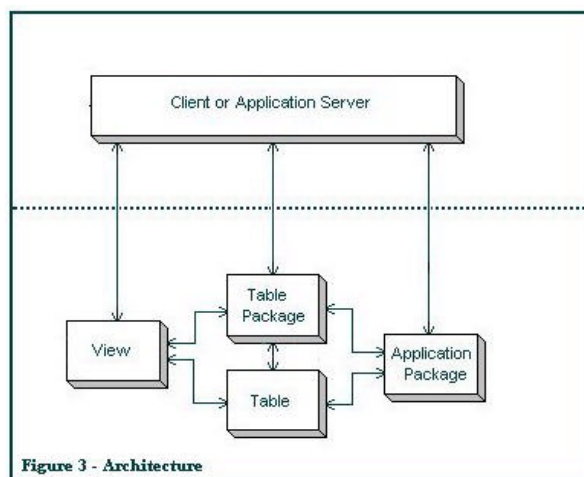 Client or Application Server
Table
Package
View
Application
Package
Table
Figure 3 - Architecture